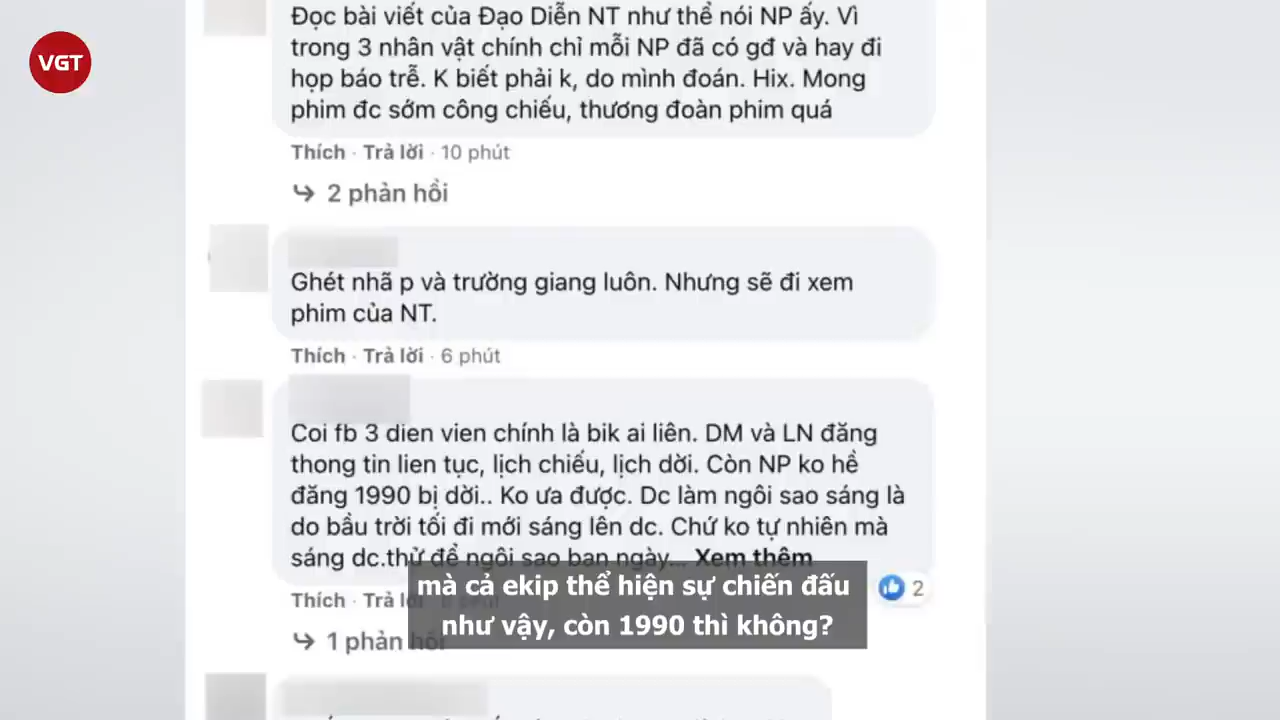 VGT
Đọc bài viết của Đạo Diễn NT như thể nói NP ấy. Vì
trong 3 nhân vật chính chỉ mỗi NP đã có gđ và hay đi
họp báo trễ. K biết phải k, do mình đoán. Hix. Mong
phim đc sớm công chiếu, thương đoàn phim quá
Thích · Trả lời · 10 phút
2 phản hồi
Ghét nhã p và trường giang luôn. Nhưng sẽ đi xem
phim của NT.
Thích · Trả lời · 6 phút
Coi fb 3 dien vien chính là bik ai liên. DM và LN đăng
thong tin lien tục, lịch chiếu, lịch dời. Còn NP ko hề
đăng 1990 bị dời.. Ko ưa được. Dc làm ngôi sao sáng là
do bầu trời tối đi mới sáng lên dc. Chứ ko tự nhiên mà
sáng dc.thử để ngôi sao ban ngày... Xem thêm
2
Thích · Trả lời
1 phản hồi
mà cả ekip thể hiện sự chiến đấu
như vậy, còn 1990 thì không?